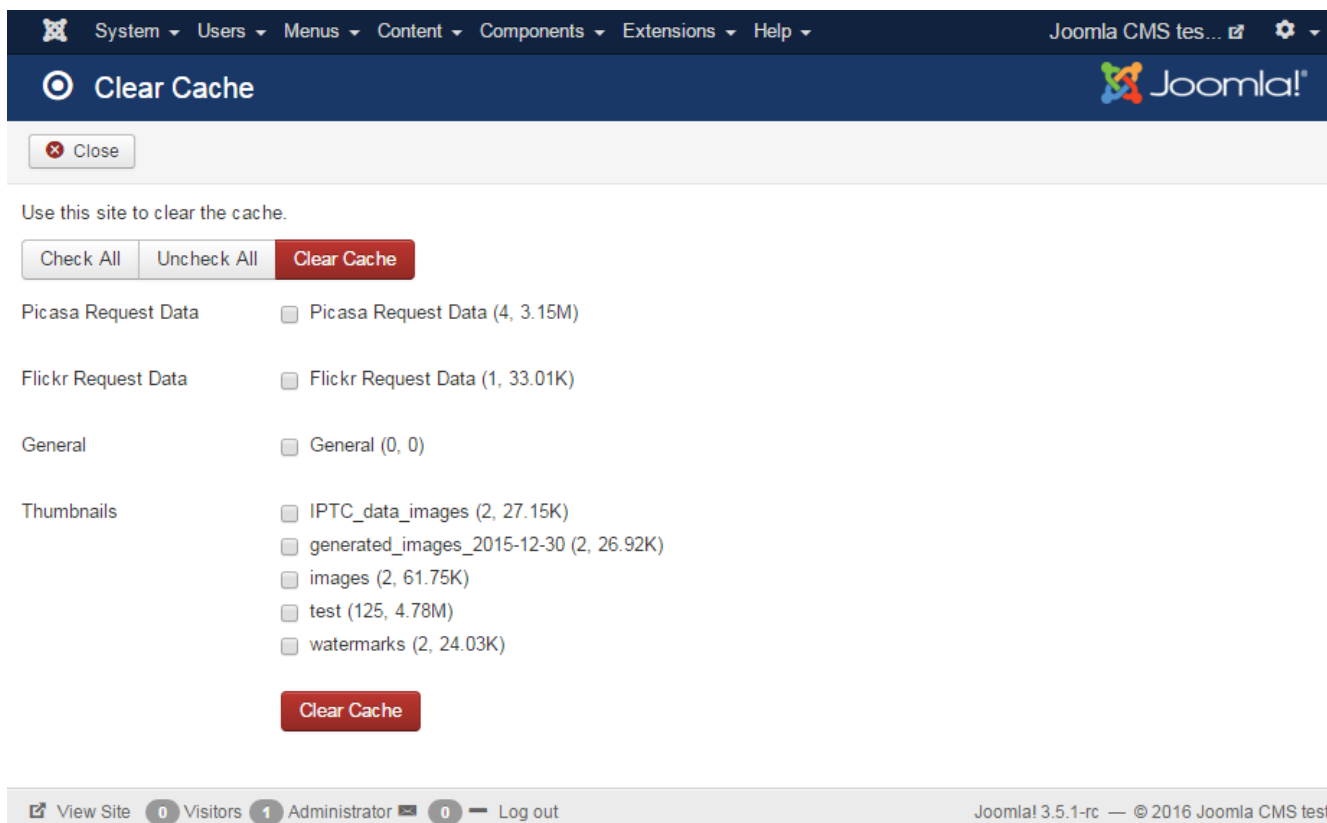 System Users Menus Content Components Extensions Help Joomla CMS tes...
Clear Cache Joomla!®
Close
Use this site to clear the cache.
Check All Uncheck All Clear Cache
Picasa Request Data Picasa Request Data (4, 3.15M)
Flickr Request Data Flickr Request Data (1, 33.01K)
General General (0, 0)
Thumbnails IPTC_data_images (2, 27.15K)
generated_images_2015-12-30 (2, 26.92K)
images (2, 61.75K)
test (125, 4.78M)
watermarks (2, 24.03K)
Clear Cache
View Site 0 Visitors 1 Administrator 0 Log out Joomla! 3.5.1-rc — © 2016 Joomla CMS test